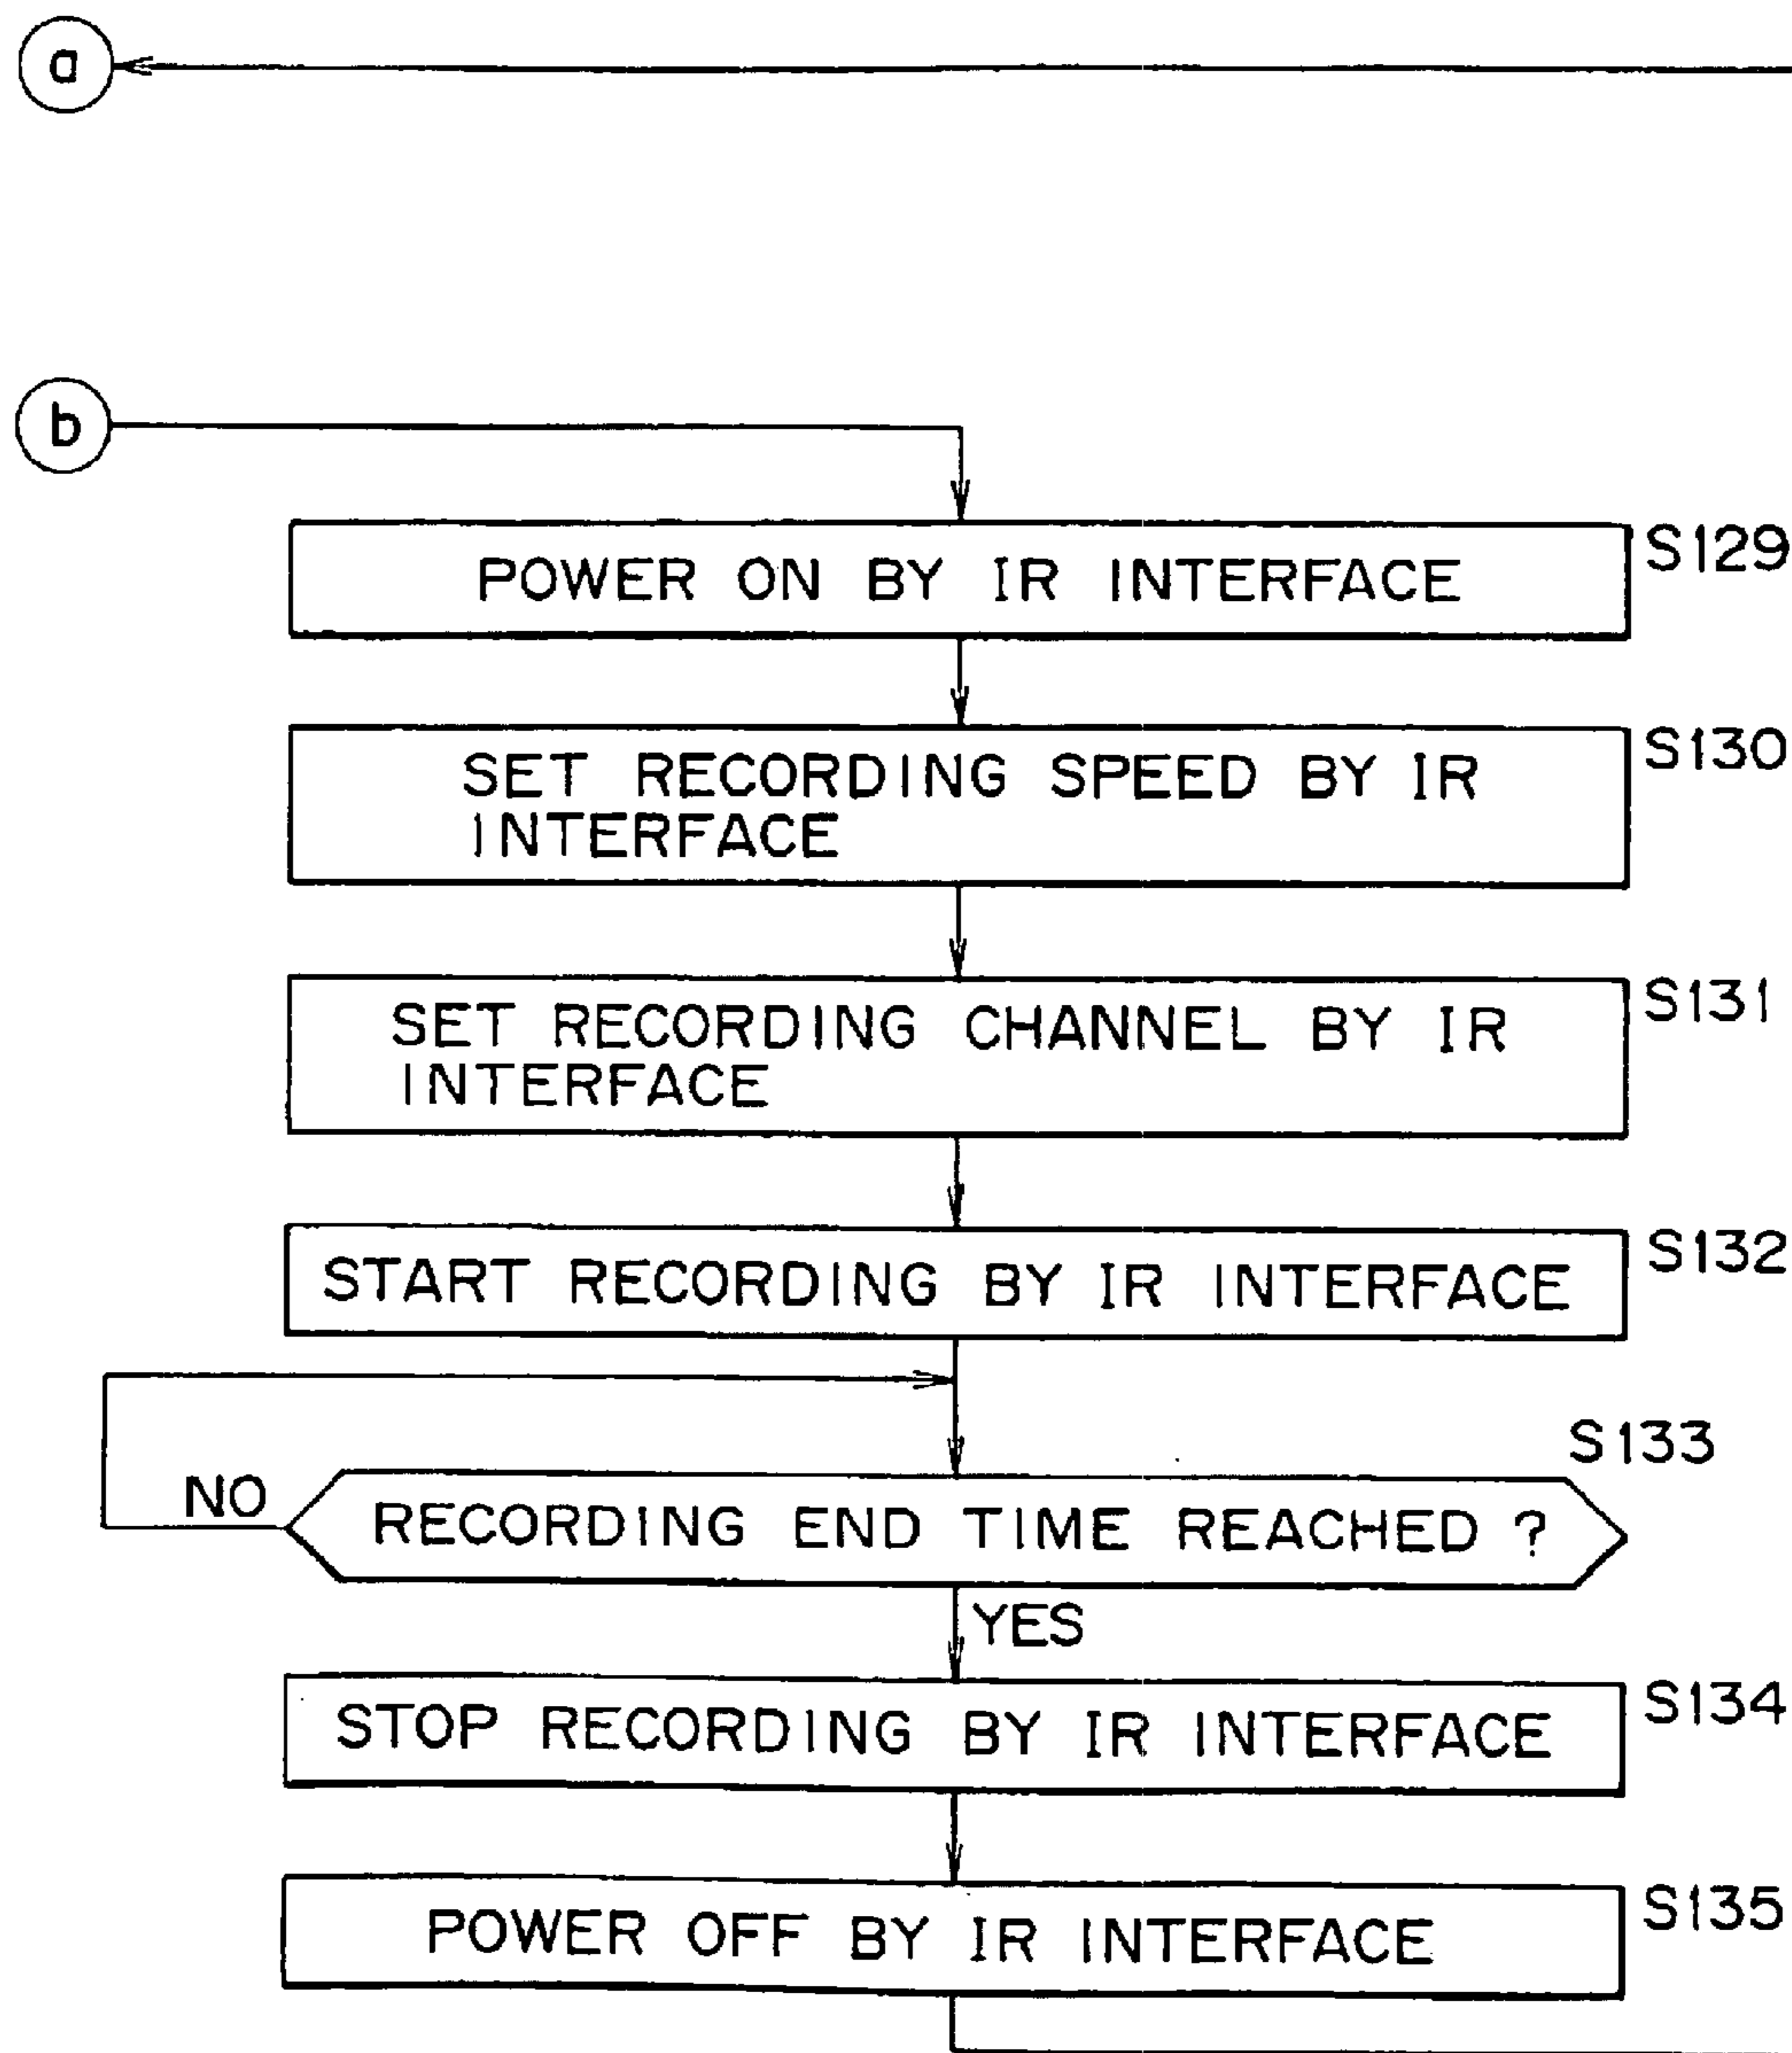 a
b
POWER ON BY IR INTERFACE
S129
SET RECORDING SPEED BY IR
INTERFACE
S130
SET RECORDING CHANNEL BY IR
INTERFACE
S131
START RECORDING BY IR INTERFACE
S132
S133
NO
RECORDING END TIME REACHED ?
YES
STOP RECORDING BY IR INTERFACE
S134
POWER OFF BY IR INTERFACE
S135